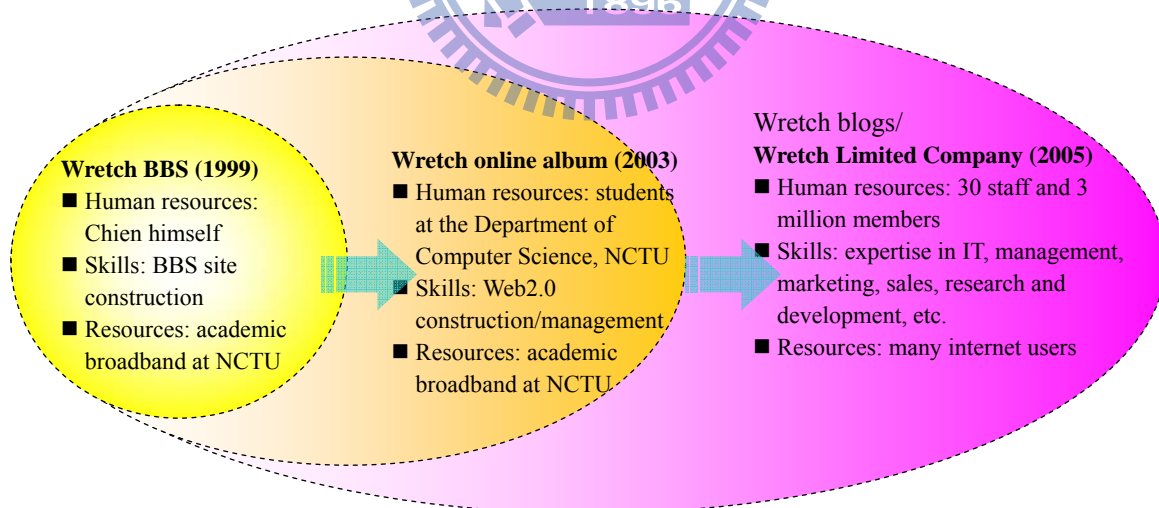 1895
Wretch BBS (1999)
■ Human resources:
Chien himself
■ Skills: BBS site
construction
■ Resources: academic
broadband at NCTU
Wretch online album (2003)
■ Human resources: students
at the Department of
Computer Science, NCTU
■ Skills: Web2.0
construction/management
■ Resources: academic
broadband at NCTU
Wretch blogs/
Wretch Limited Company (2005)
■ Human resources: 30 staff and 3
million members
■ Skills: expertise in IT, management,
marketing, sales, research and
development, etc.
■ Resources: many internet users